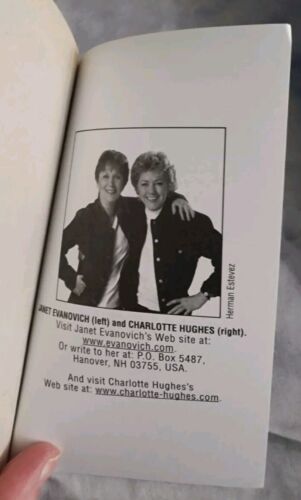 Herman Estevez
JANET EVANOVICH (left) and CHARLOTTE HUGHES (right).
Visit Janet Evanovich's Web site at:
www.evanovich.com.
Or write to her at: P.O. Box 5487,
Hanover, NH 03755, USA.
And visit Charlotte Hughes's
Web site at: www.charlotte-hughes.com.